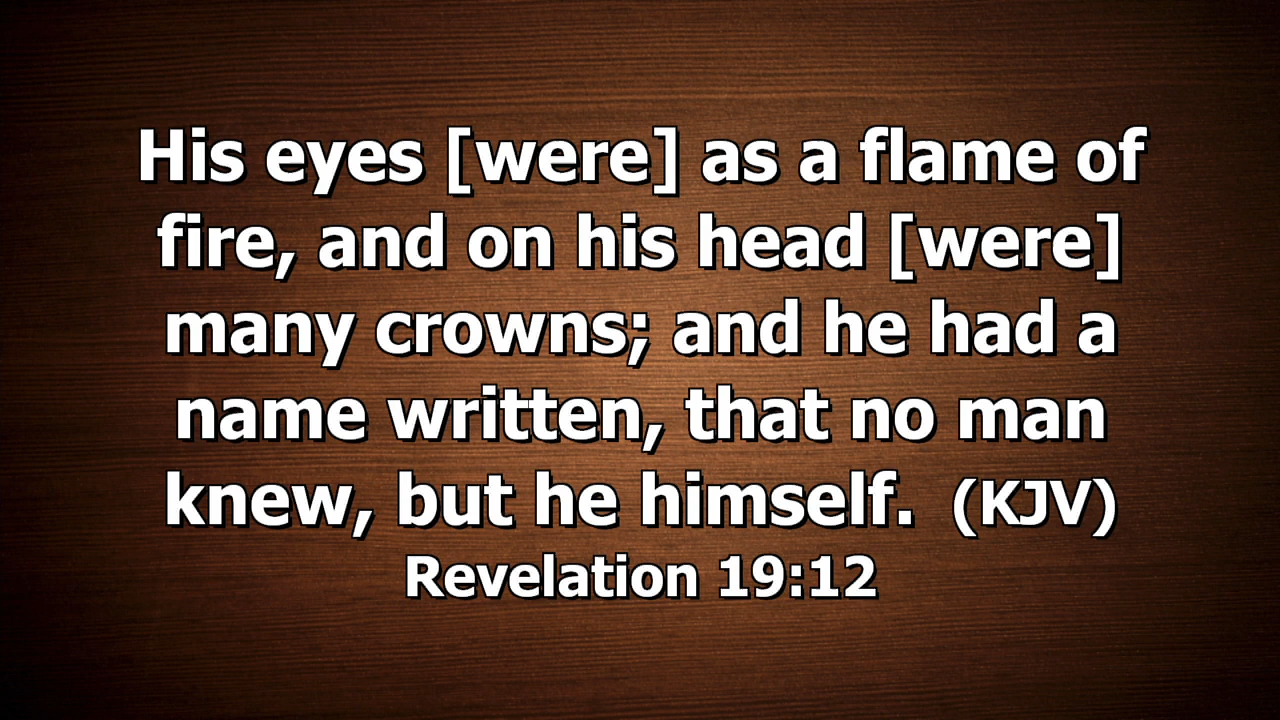 His eyes [were] as a flame of
fire, and on his head [were]
many crowns; and he had a
name written, that no man
knew, but he himself. (KJV)
Revelation 19:12